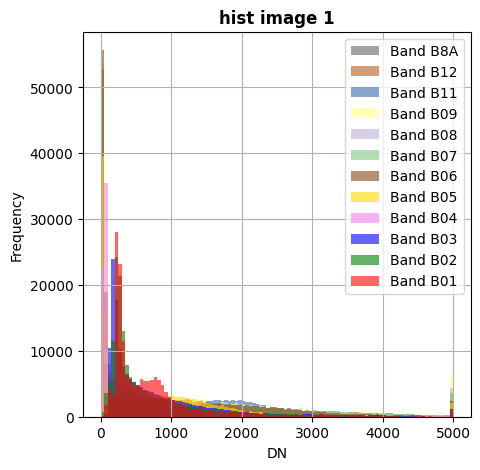 hist image 1
Band B8A
Band B12
Band B11
Band B09
Band B08
Band B07
Band B06
Band B05
Band B04
Band B03
Band B02
Band B01
Frequency
50000
40000
30000
20000
10000
0
0 1000 2000 3000 4000 5000
DN